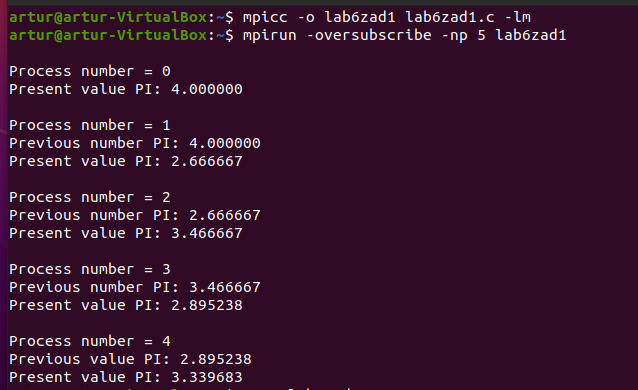 artur@artur-VirtualBox:~$ mpicc -o lab6zad1 lab6zad1.c -lm
artur@artur-VirtualBox:~$ mpirun -oversubscribe -np 5 lab6zad1
Process number = 0
Present value PI: 4.000000
Process number = 1
Previous number PI: 4.000000
Present value PI: 2.666667
Process number = 2
Previous number PI: 2.666667
Present value PI: 3.466667
Process number = 3
Previous number PI: 3.466667
Present value PI: 2.895238
Process number = 4
Previous value PI: 2.895238
Present value PI: 3.339683